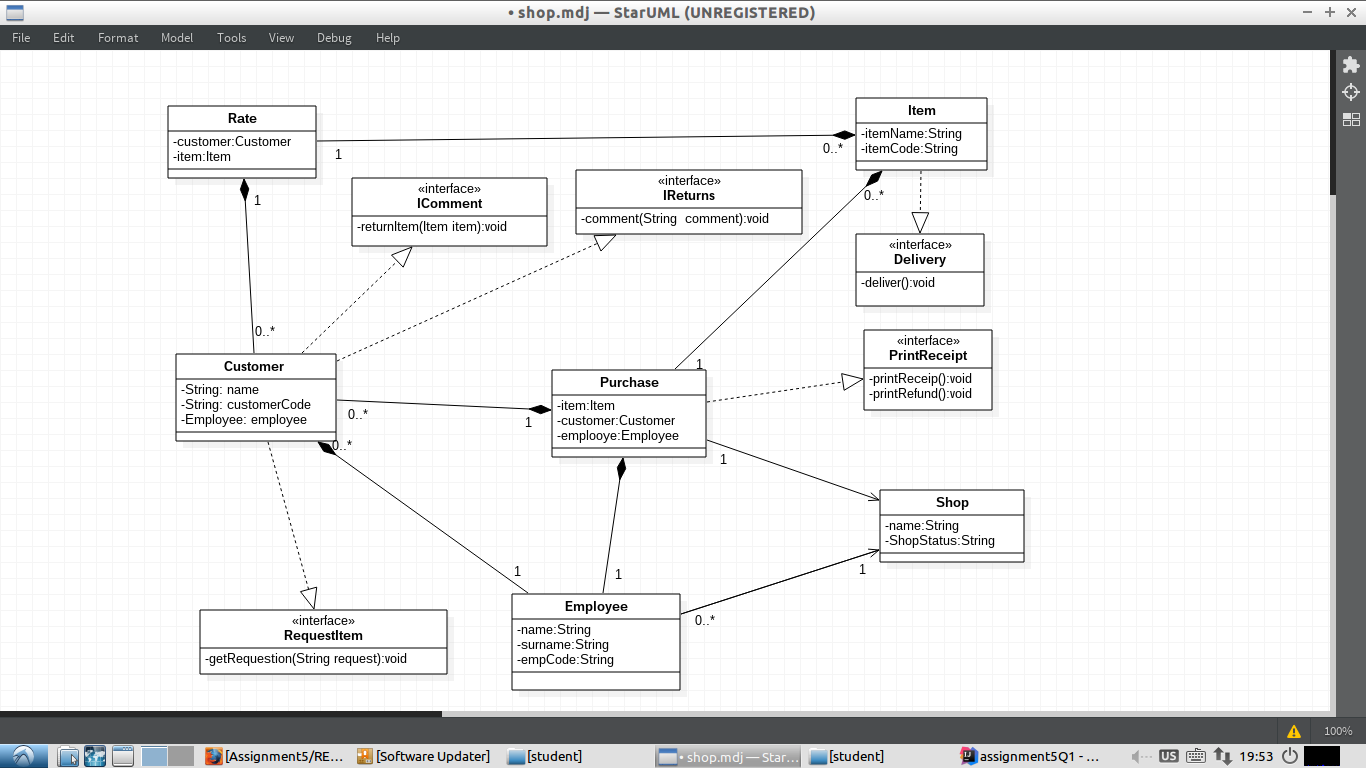 • shop.mdj — StarUML (UNREGISTERED)
File Edit Format Model Tools View Debug Help
Rate
-customer:Customer
-item:Item
1
0..*
Item
-itemName:String
-itemCode:String
1
0..*
«interface»
IComment
-returnItem(Item item):void
«interface»
IReturns
-comment(String comment):void
0..*
«interface»
Delivery
-deliver():void
«interface»
PrintReceipt
-printReceip():void
-printRefund():void
Customer
-String: name
-String: customerCode
-Employee: employee
0..*
1
1
Purchase
-item:Item
-customer:Customer
-emplooye:Employee
0..*
1
Shop
-name:String
-ShopStatus:String
1
1
1
0..*
Employee
-name:String
-surname:String
-empCode:String
«interface»
RequestItem
-getRequestion(String request):void
100%
[Assignment5/RE... [Software Updater] [student] • shop.mdj — Star... [student] assignment5Q1 - ... US 19:53